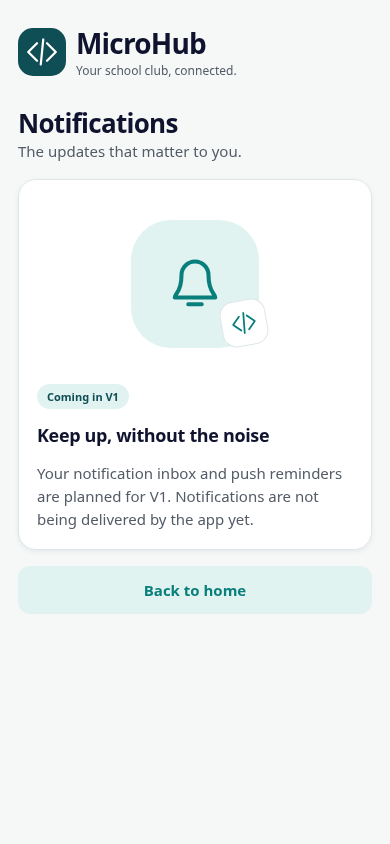 MicroHub
Your school club, connected.
Notifications
The updates that matter to you.
Coming in V1
Keep up, without the noise
Your notification inbox and push reminders
are planned for V1. Notifications are not
being delivered by the app yet.
Back to home